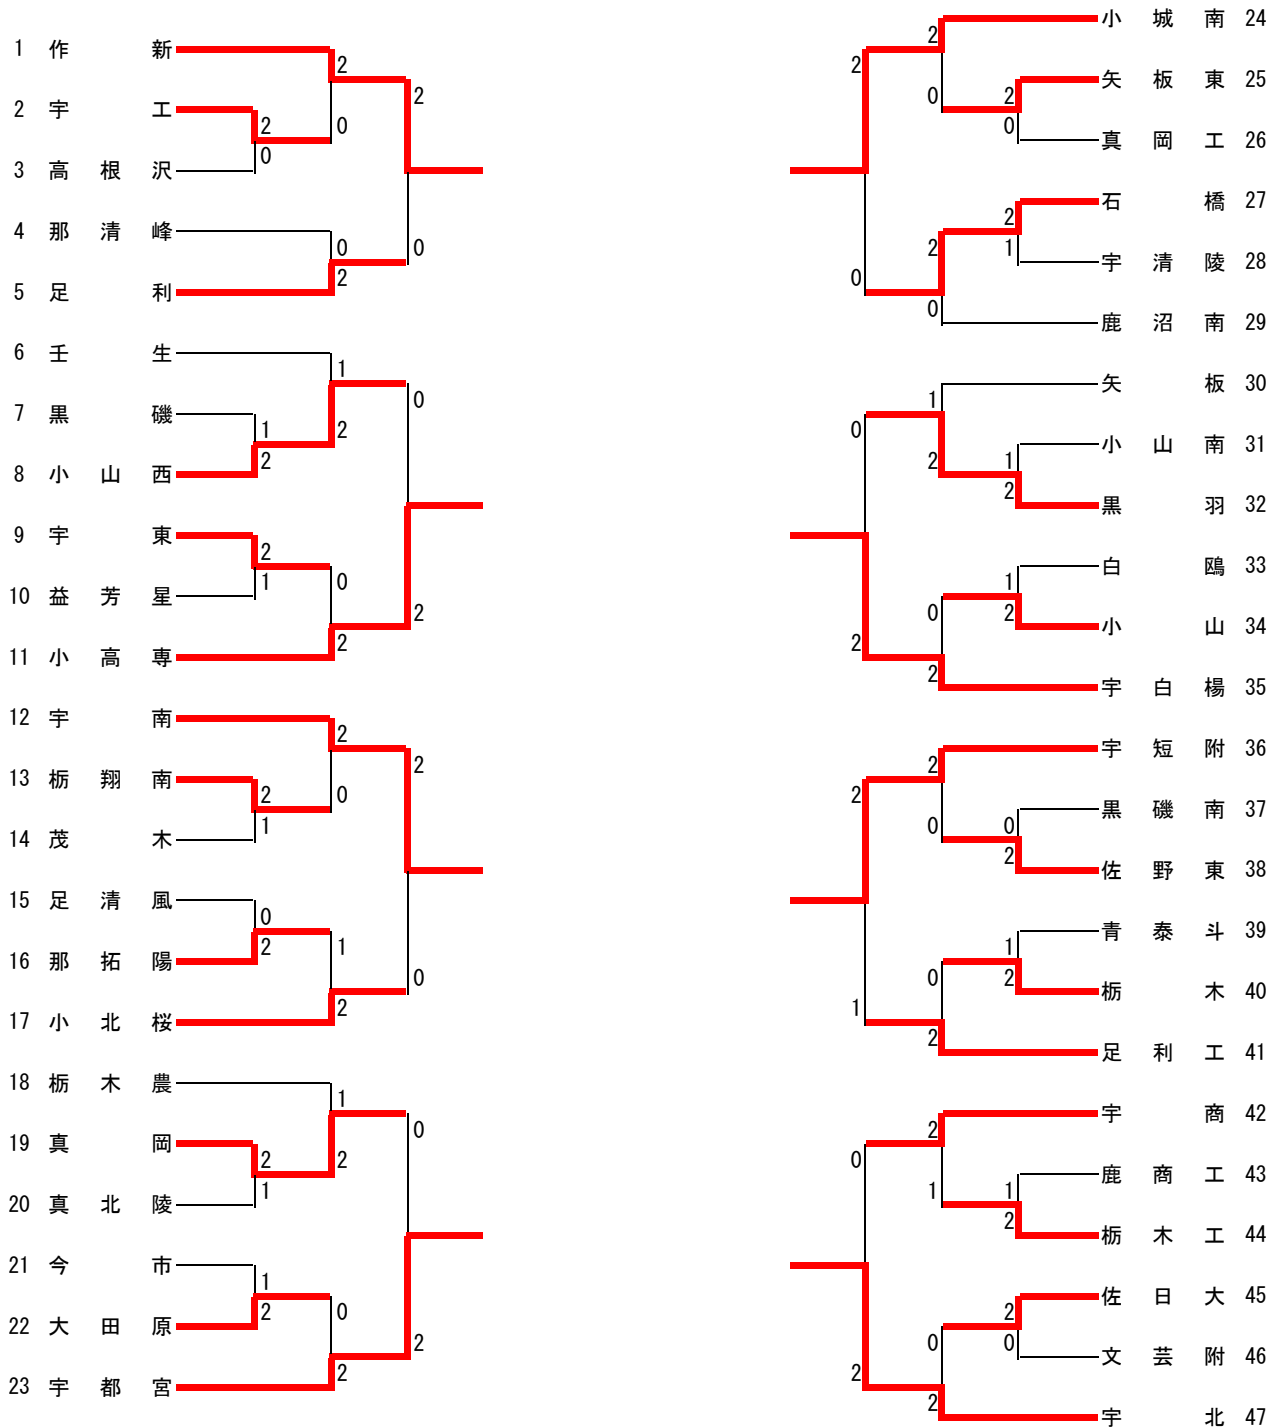 1 作新
2 宇工
3 高根沢
4 那清峰
5 足利
6 壬生
7 黒磯
8 小山西
9 宇東
10 益芳星
11 小高専
12 宇南
13 栃翔南
14 茂木
15 足清風
16 那拓陽
17 小北桜
18 栃木農
19 真岡
20 真北陵
21 今市
22 大田原
23 宇都宮
2
0
2
0
0
2
2
0
1
2
1
2
2
1
0
2
0
2
2
0
2
1
2
0
2
1
0
2
2
0
1
2
2
1
1
2
0
2
0
2
小城南 24
矢板東 25
真岡工 26
石橋 27
宇清陵 28
鹿沼南 29
矢板 30
小山南 31
黒羽 32
白鴎 33
小山 34
宇白楊 35
宇短附 36
黒磯南 37
佐野東 38
青泰斗 39
栃木 40
足利工 41
宇商 42
鹿商工 43
栃木工 44
佐日大 45
文芸附 46
宇北 47
2
2
2
0
0
2
1
2
0
0
1
0
1
2
2
1
2
0
2
2
2
2
0
0
2
1
2
0
1
2
2
0
1
1
2
2
0
0
2
2